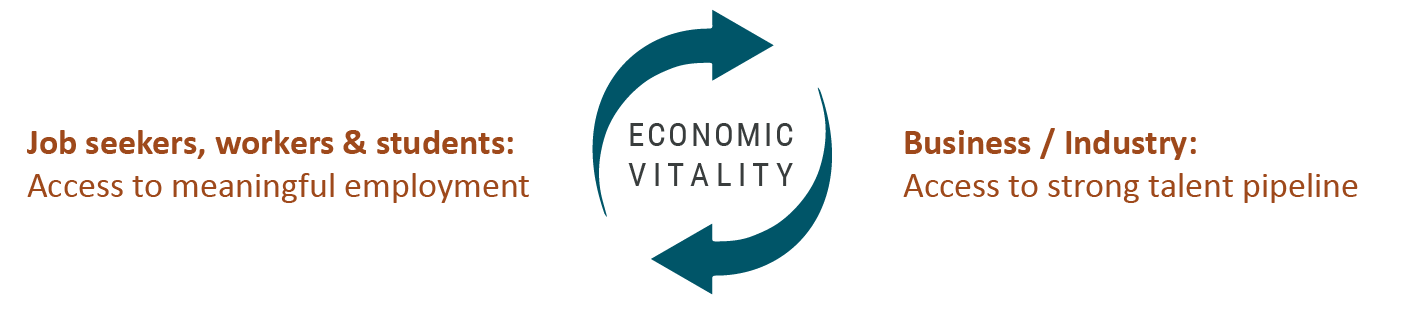 Job seekers, workers & students:
Access to meaningful employment
ECONOMIC
VITALITY
Business / Industry:
Access to strong talent pipeline